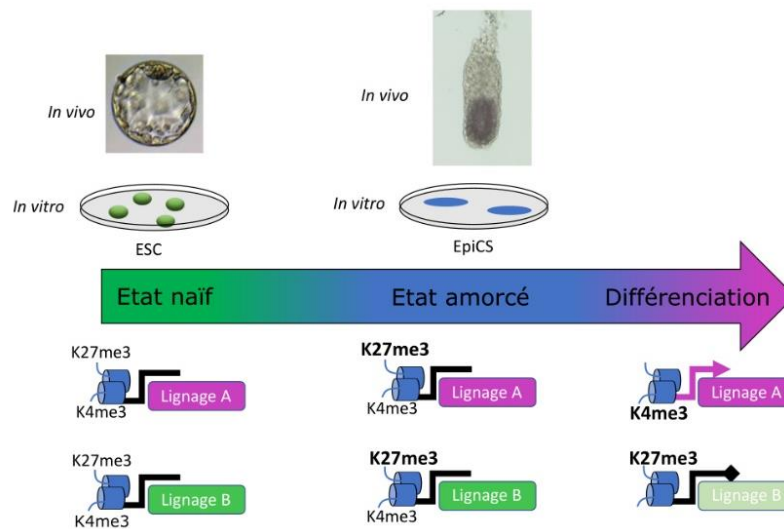 In vivo
In vivo
In vitro
In vitro
ESC
EpiCS
Etat naïf
Etat amorcé
Différenciation
K27me3
K4me3
Lignage A
K27me3
K4me3
Lignage A
K4me3
Lignage A
K27me3
K4me3
Lignage B
K27me3
K4me3
Lignage B
K27me3
Lignage B